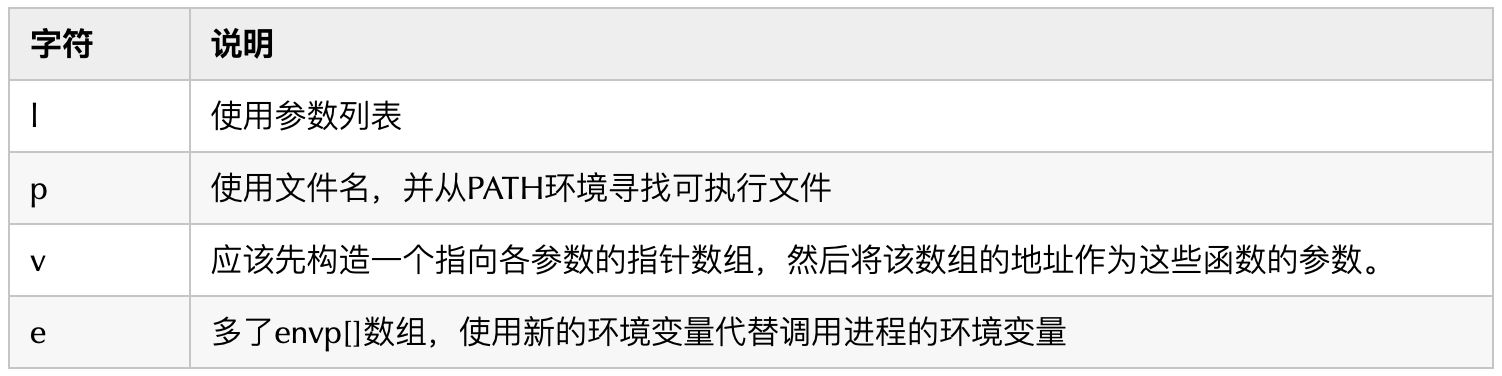 字符 说明
l 使用参数列表
p 使用文件名，并从PATH环境寻找可执行文件
v 应该先构造一个指向各参数的指针数组，然后将该数组的地址作为这些函数的参数。
e 多了envp[]数组，使用新的环境变量代替调用进程的环境变量